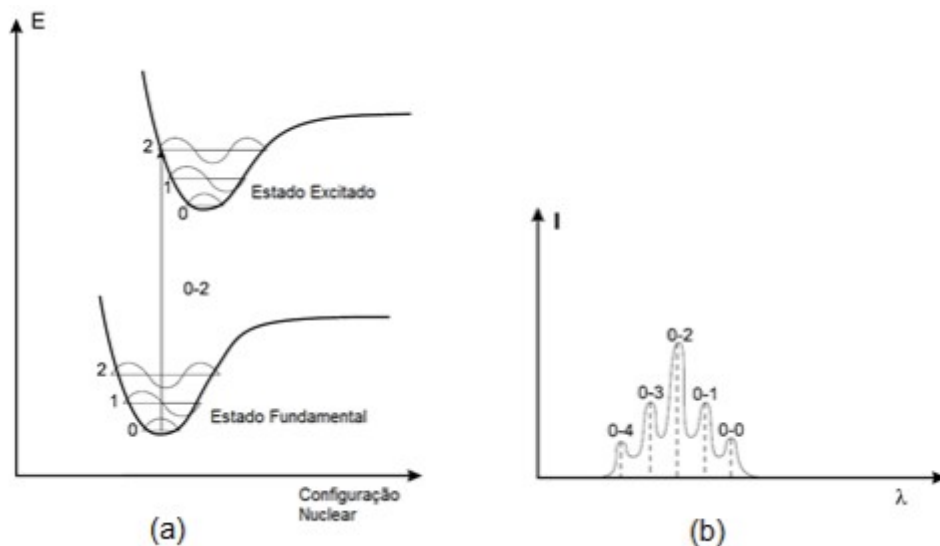 E
2
1
0
Estado Excitado
0-2
2
1
0
Estado Fundamental
Configuração
Nuclear
(a)
I
0-2
0-3
0-1
0-4
0-0
λ
(b)